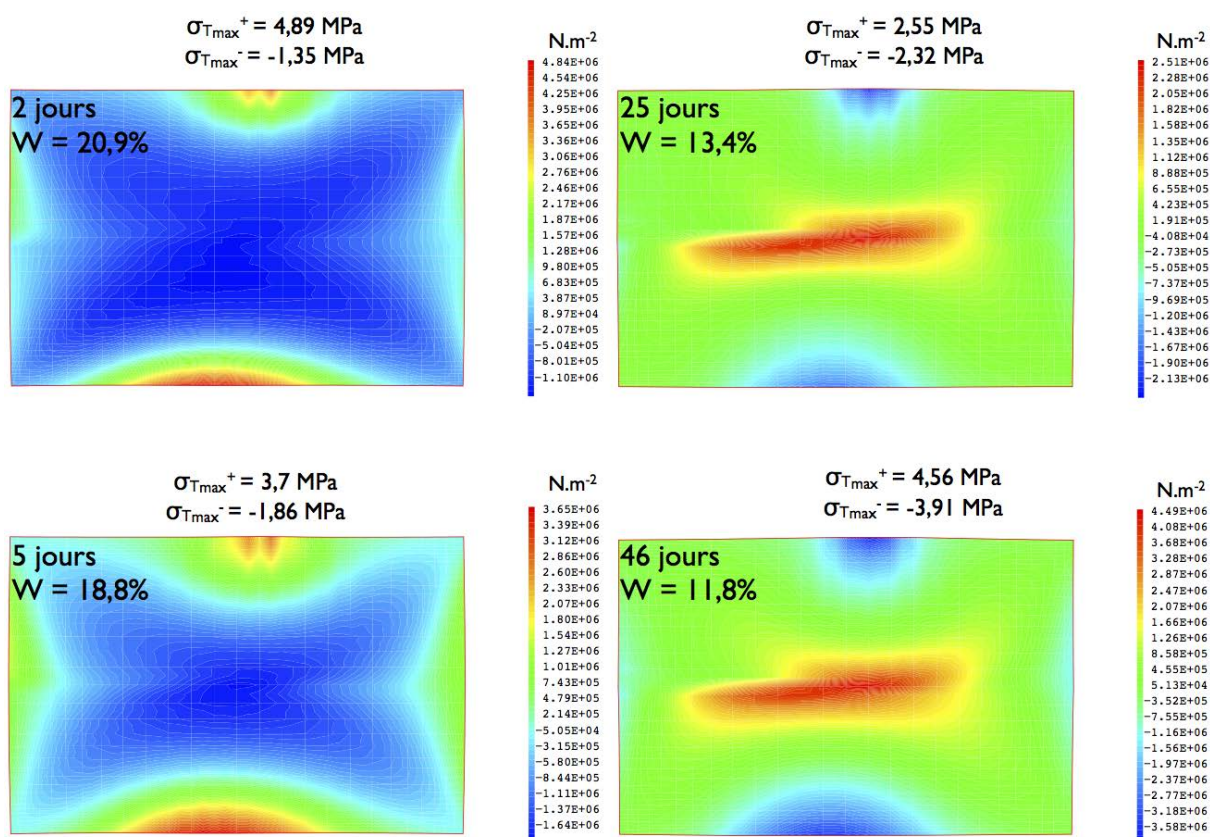 σTmax+ = 4,89 MPa
σTmax- = -1,35 MPa
N.m-2
2 jours
W = 20,9%
4.84E+06
4.54E+06
4.25E+06
3.95E+06
3.65E+06
3.36E+06
3.06E+06
2.76E+06
2.46E+06
2.17E+06
1.87E+06
1.57E+06
1.28E+06
9.80E+05
6.83E+05
3.87E+05
8.97E+04
-2.07E+05
-5.04E+05
-8.01E+05
-1.10E+06
σTmax+ = 2,55 MPa
σTmax- = -2,32 MPa
N.m-2
25 jours
W = 13,4%
2.51E+06
2.28E+06
2.05E+06
1.82E+06
1.58E+06
1.35E+06
1.12E+06
8.88E+05
6.55E+05
4.23E+05
1.91E+05
-4.08E+04
-2.73E+05
-5.05E+05
-7.37E+05
-9.69E+05
-1.20E+06
-1.43E+06
-1.67E+06
-1.90E+06
-2.13E+06
σTmax+ = 3,7 MPa
σTmax- = -1,86 MPa
N.m-2
5 jours
W = 18,8%
3.65E+06
3.39E+06
3.12E+06
2.86E+06
2.60E+06
2.33E+06
2.07E+06
1.80E+06
1.54E+06
1.27E+06
1.01E+06
7.43E+05
4.79E+05
2.14E+05
-5.05E+04
-3.15E+05
-5.80E+05
-8.44E+05
-1.11E+06
-1.37E+06
-1.64E+06
σTmax+ = 4,56 MPa
σTmax- = -3,91 MPa
N.m-2
46 jours
W = 11,8%
4.49E+06
4.08E+06
3.68E+06
3.28E+06
2.87E+06
2.47E+06
2.07E+06
1.66E+06
1.26E+06
8.58E+05
4.55E+05
5.13E+04
-3.52E+05
-7.55E+05
-1.16E+06
-1.56E+06
-1.97E+06
-2.37E+06
-2.77E+06
-3.18E+06
-3.58E+06